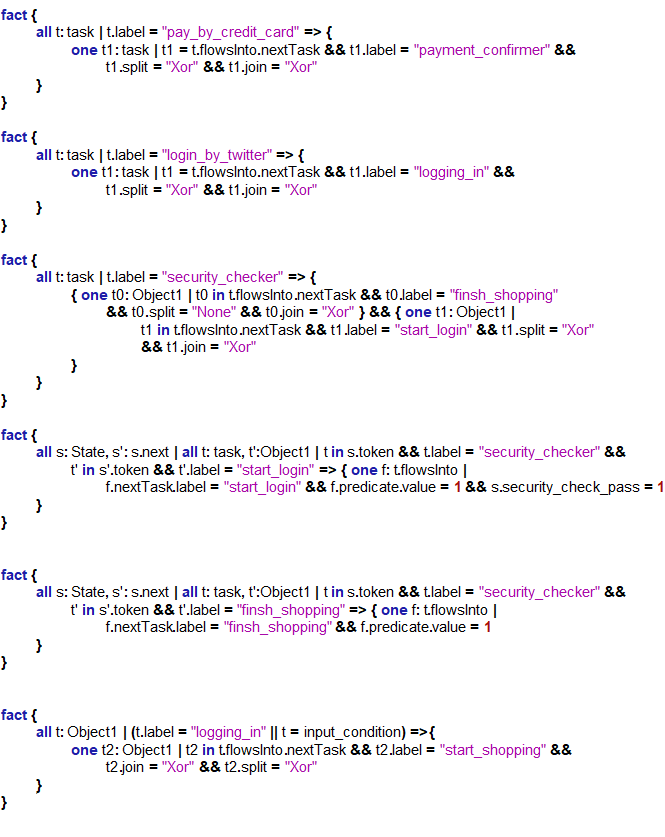 fact {
all t: task | t.label = "pay_by_credit_card" => {
one t1: task | t1 = t.flowsInto.nextTask && t1.label = "payment_confirmer" &&
t1.split = "Xor" && t1.join = "Xor"
}
}
fact {
all t: task | t.label = "login_by_twitter" => {
one t1: task | t1 = t.flowsInto.nextTask && t1.label = "logging_in" &&
t1.split = "Xor" && t1.join = "Xor"
}
}
fact {
all t: task | t.label = "security_checker" => {
{ one t0: Object1 | t0 in t.flowsInto.nextTask && t0.label = "finsh_shopping"
&& t0.split = "None" && t0.join = "Xor" } && { one t1: Object1 |
t1 in t.flowsInto.nextTask && t1.label = "start_login" && t1.split = "Xor"
&& t1.join = "Xor"
}
}
}
fact {
all s: State, s': s.next | all t: task, t':Object1 | t in s.token && t.label = "security_checker" &&
t' in s'.token && t'.label = "start_login" => { one f: t.flowsInto |
f.nextTask.label = "start_login" && f.predicate.value = 1 && s.security_check_pass = 1
}
}
fact {
all s: State, s': s.next | all t: task, t':Object1 | t in s.token && t.label = "security_checker" &&
t' in s'.token && t'.label = "finsh_shopping" => { one f: t.flowsInto |
f.nextTask.label = "finsh_shopping" && f.predicate.value = 1
}
}
fact {
all t: Object1 | (t.label = "logging_in" || t = input_condition) =>{
one t2: Object1 | t2 in t.flowsInto.nextTask && t2.label = "start_shopping" &&
t2.join = "Xor" && t2.split = "Xor"
}
}